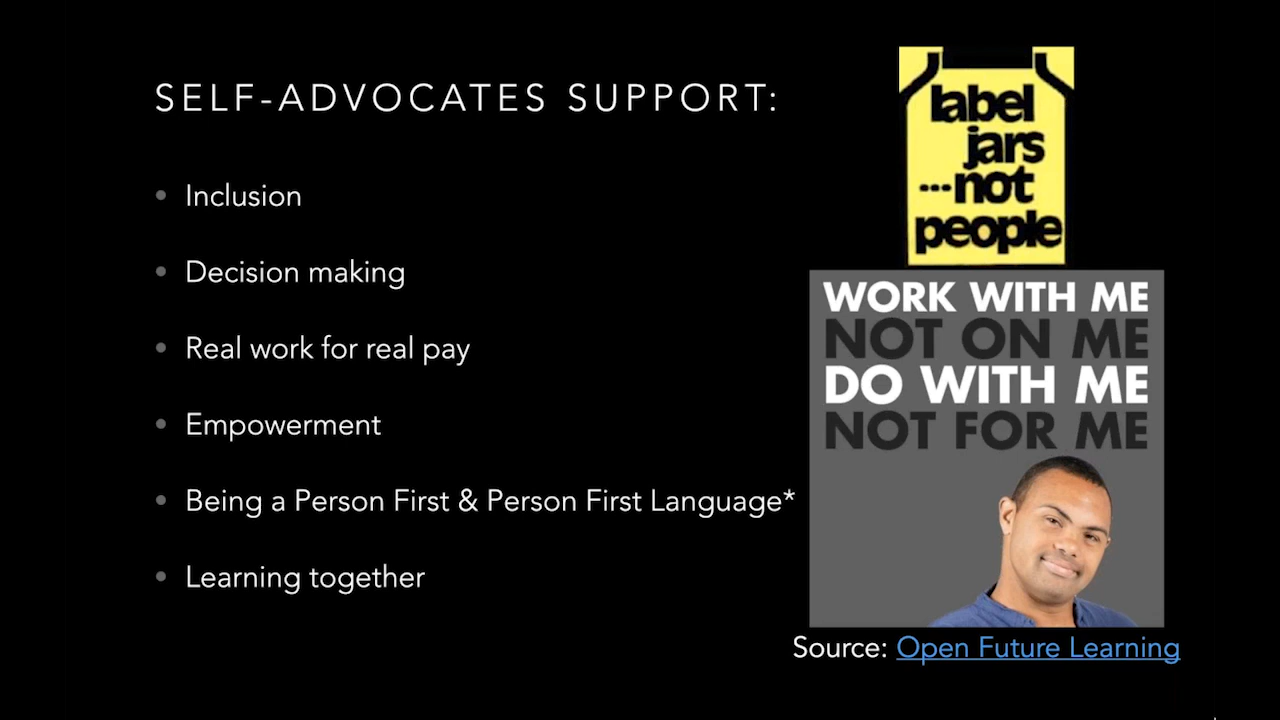 SELF-ADVOCATES SUPPORT:
• Inclusion
• Decision making
• Real work for real pay
• Empowerment
• Being a Person First & Person First Language*
• Learning together
label
jars
...not
people
WORK WITH ME
NOT ON ME
DO WITH ME
NOT FOR ME
Source: Open Future Learning